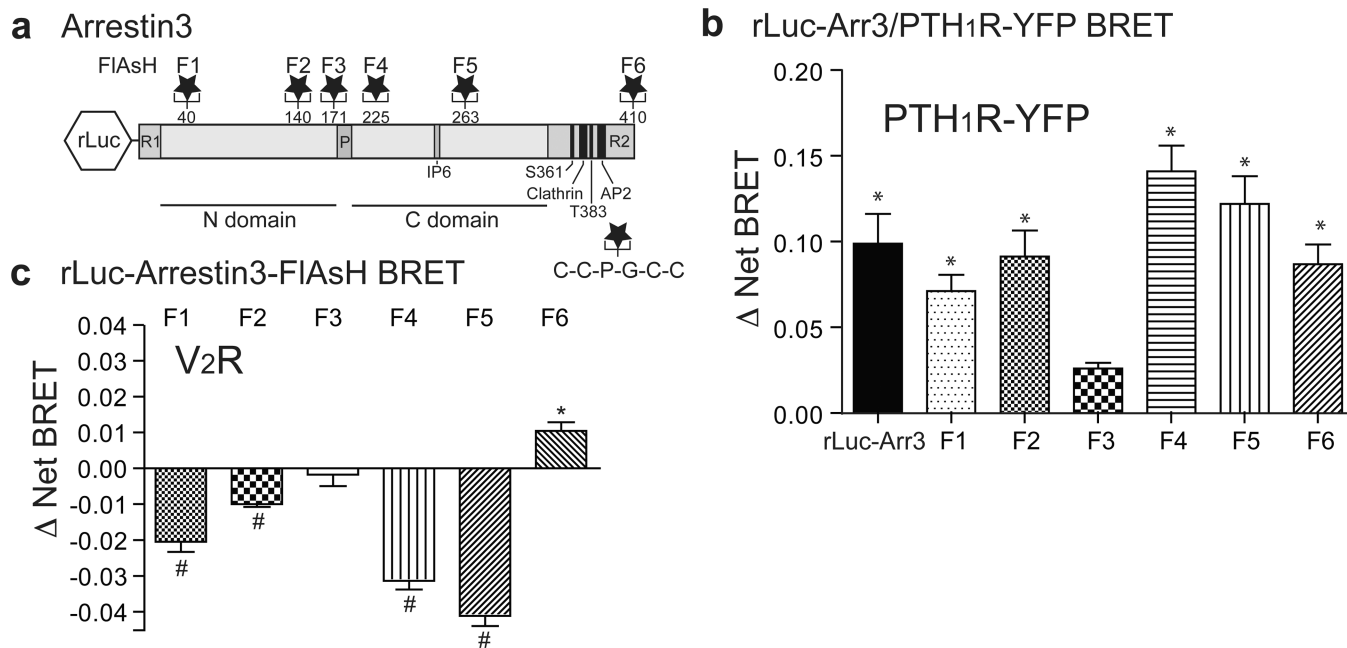 a Arrestin3
FlAsH F1 F2 F3 F4 F5 F6
40 140 171 225 263 410
rLuc R1 P R2
IP6 S361
Clathrin AP2
T383
N domain C domain
C-C-P-G-C-C
b rLuc-Arr3/PTH1R-YFP BRET
PTH1R-YFP
Δ Net BRET
0.20
0.15
0.10
0.05
0.00
* * * * * *
rLuc-Arr3 F1 F2 F3 F4 F5 F6
c rLuc-Arrestin3-FlAsH BRET
F1 F2 F3 F4 F5 F6
V2R
Δ Net BRET
0.04
0.03
0.02
0.01
0.00
-0.01
-0.02
-0.03
-0.04
*
# # # #